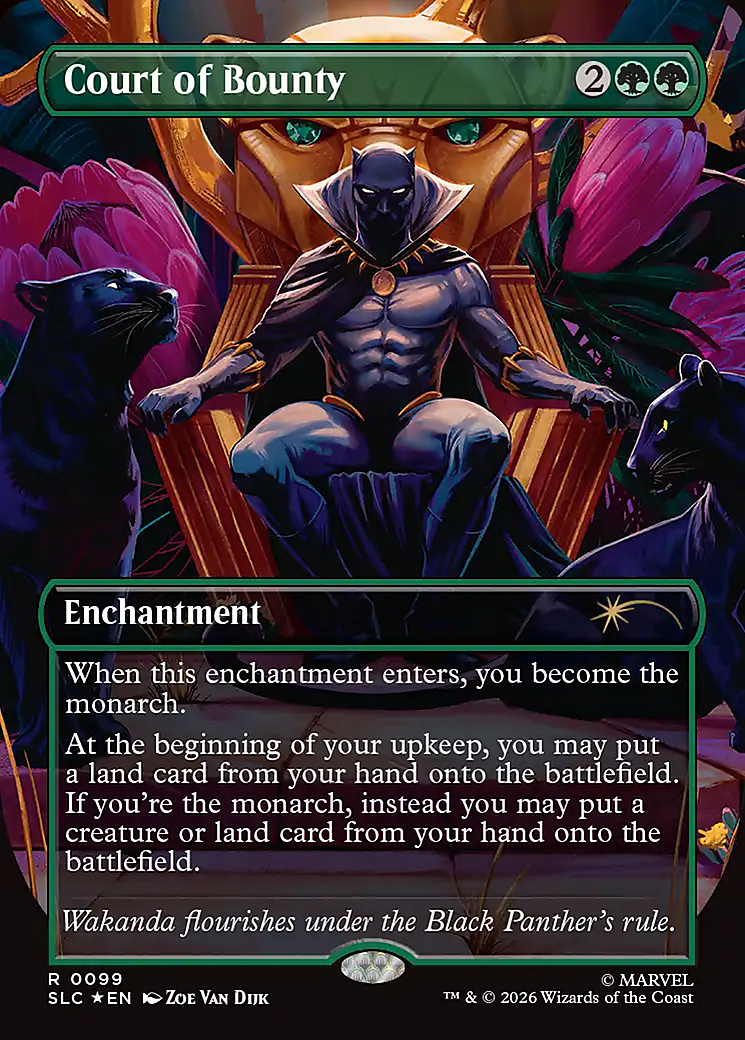 Court of Bounty 2
Enchantment
When this enchantment enters, you become the
monarch.
At the beginning of your upkeep, you may put
a land card from your hand onto the battlefield.
If you're the monarch, instead you may put a
creature or land card from your hand onto the
battlefield.
Wakanda flourishes under the Black Panther's rule.
R 0099
SLC ★ EN Zoe Van Dijk
© MARVEL
™ & © 2026 Wizards of the Coast